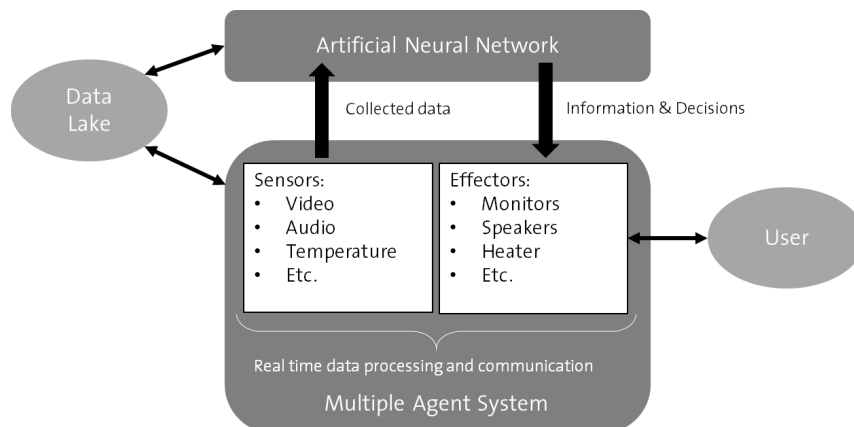 Artificial Neural Network
Data
Lake
Collected data
Information & Decisions
Sensors:
• Video
• Audio
• Temperature
• Etc.
Effectors:
• Monitors
• Speakers
• Heater
• Etc.
User
Real time data processing and communication
Multiple Agent System